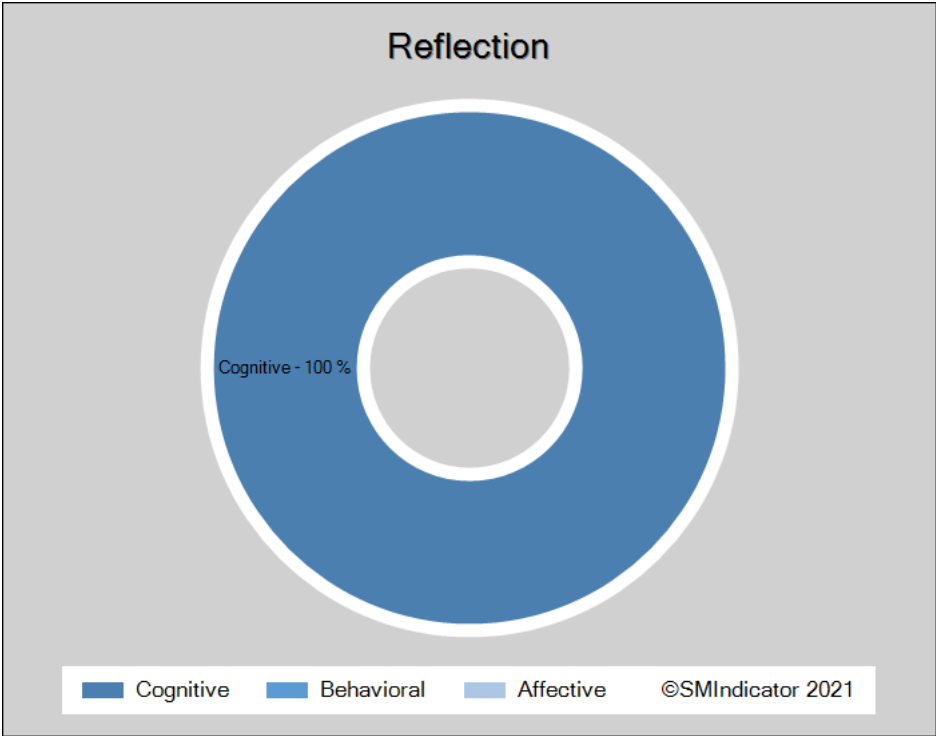 Reflection
Cognitive - 100 %
Cognitive Behavioral Affective ©SMIndicator 2021